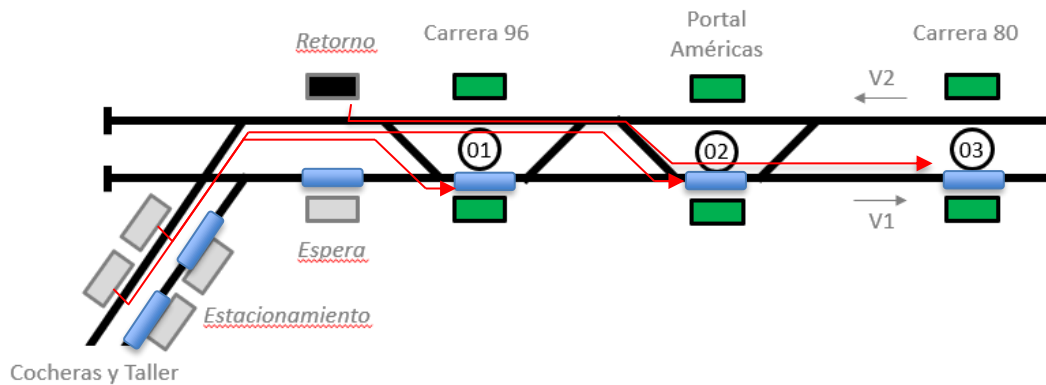 Retorno
Carrera 96
Portal
Américas
Carrera 80
V2
01
02
03
V1
Espera
Estacionamiento
Cocheras y Taller